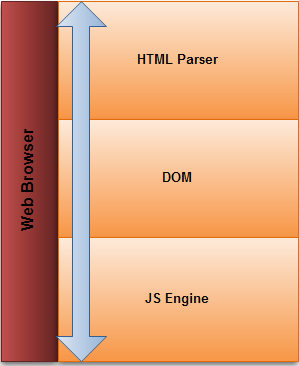 Web Browser
HTML Parser
DOM
JS Engine